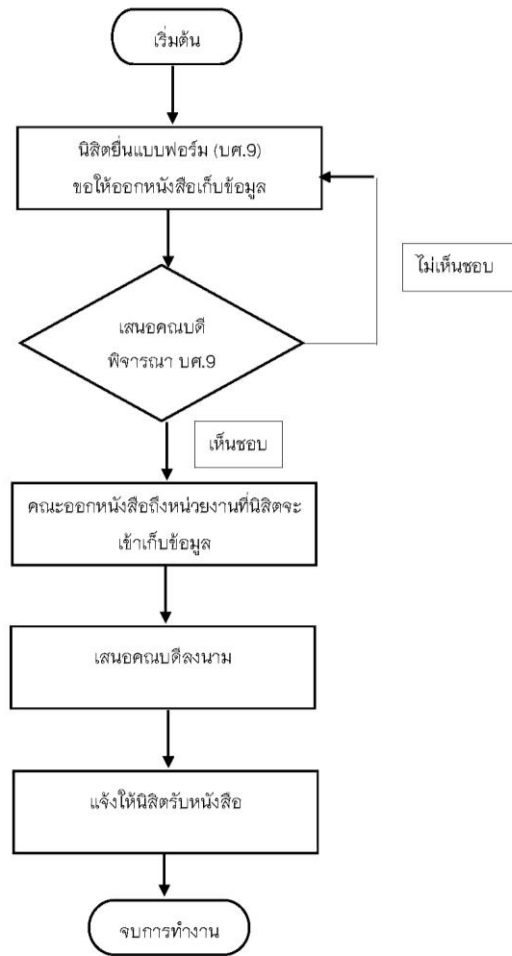 เริ่มต้น
นิสิตยื่นแบบฟอร์ม (บศ.9)
ขอให้ออกหนังสือเก็บข้อมูล
ไม่เห็นชอบ
เสนอคณบดี
พิจารณา บศ.9
เห็นชอบ
คณะออกหนังสือถึงหน่วยงานที่นิสิตจะ
เข้าเก็บข้อมูล
เสนอคณบดีลงนาม
แจ้งให้นิสิตรับหนังสือ
จบการทำงาน